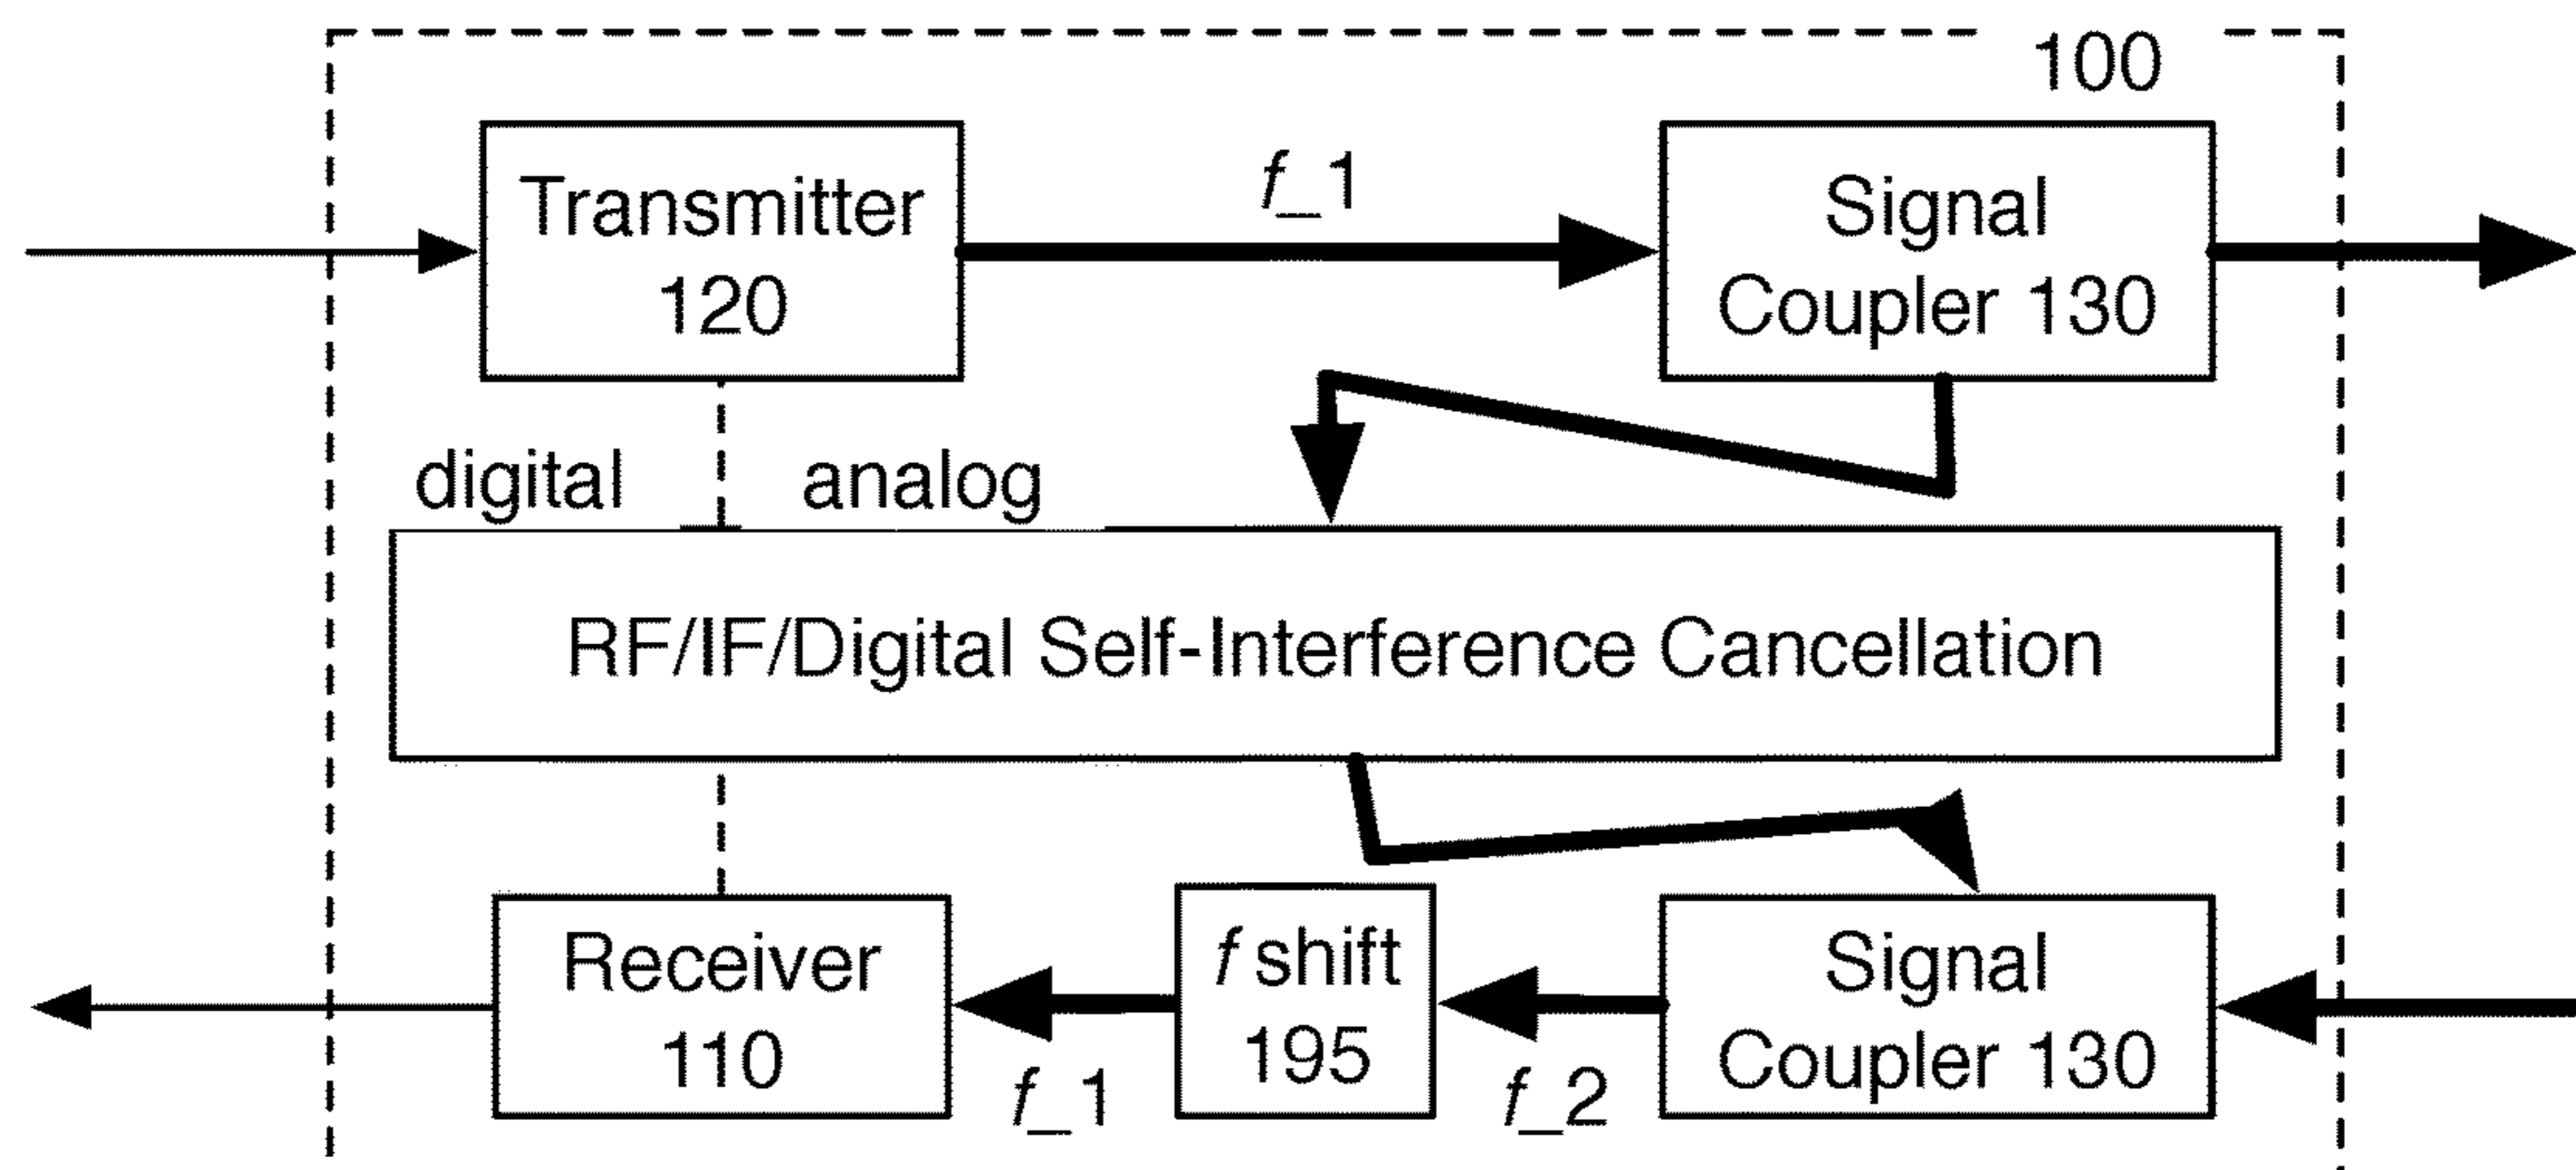 100
Transmitter
120
f_1
Signal
Coupler 130
digital
analog
RF/IF/Digital Self-Interference Cancellation
Receiver
110
f_1
f shift
195
f_2
Signal
Coupler 130